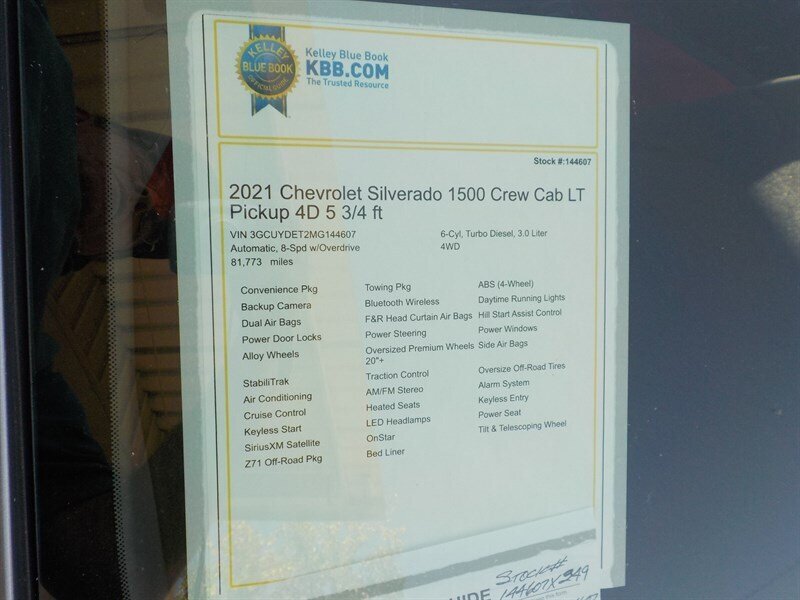 KELLEY
BLUE BOOK
OFFICIAL GUIDE
Kelley Blue Book
KBB.COM
The Trusted Resource
Stock #:144607
2021 Chevrolet Silverado 1500 Crew Cab LT
Pickup 4D 5 3/4 ft
VIN 3GCUYDET2MG144607
Automatic, 8-Spd w/Overdrive
81,773 miles
6-Cyl, Turbo Diesel, 3.0 Liter
4WD
Convenience Pkg
Backup Camera
Dual Air Bags
Power Door Locks
Alloy Wheels
StabiliTrak
Air Conditioning
Cruise Control
Keyless Start
SiriusXM Satellite
Z71 Off-Road Pkg
Towing Pkg
Bluetooth Wireless
F&R Head Curtain Air Bags
Power Steering
Oversized Premium Wheels
20"+
Traction Control
AM/FM Stereo
Heated Seats
LED Headlamps
OnStar
Bed Liner
ABS (4-Wheel)
Daytime Running Lights
Hill Start Assist Control
Power Windows
Side Air Bags
Oversize Off-Road Tires
Alarm System
Keyless Entry
Power Seat
Tilt & Telescoping Wheel
STOCK#
144607X249